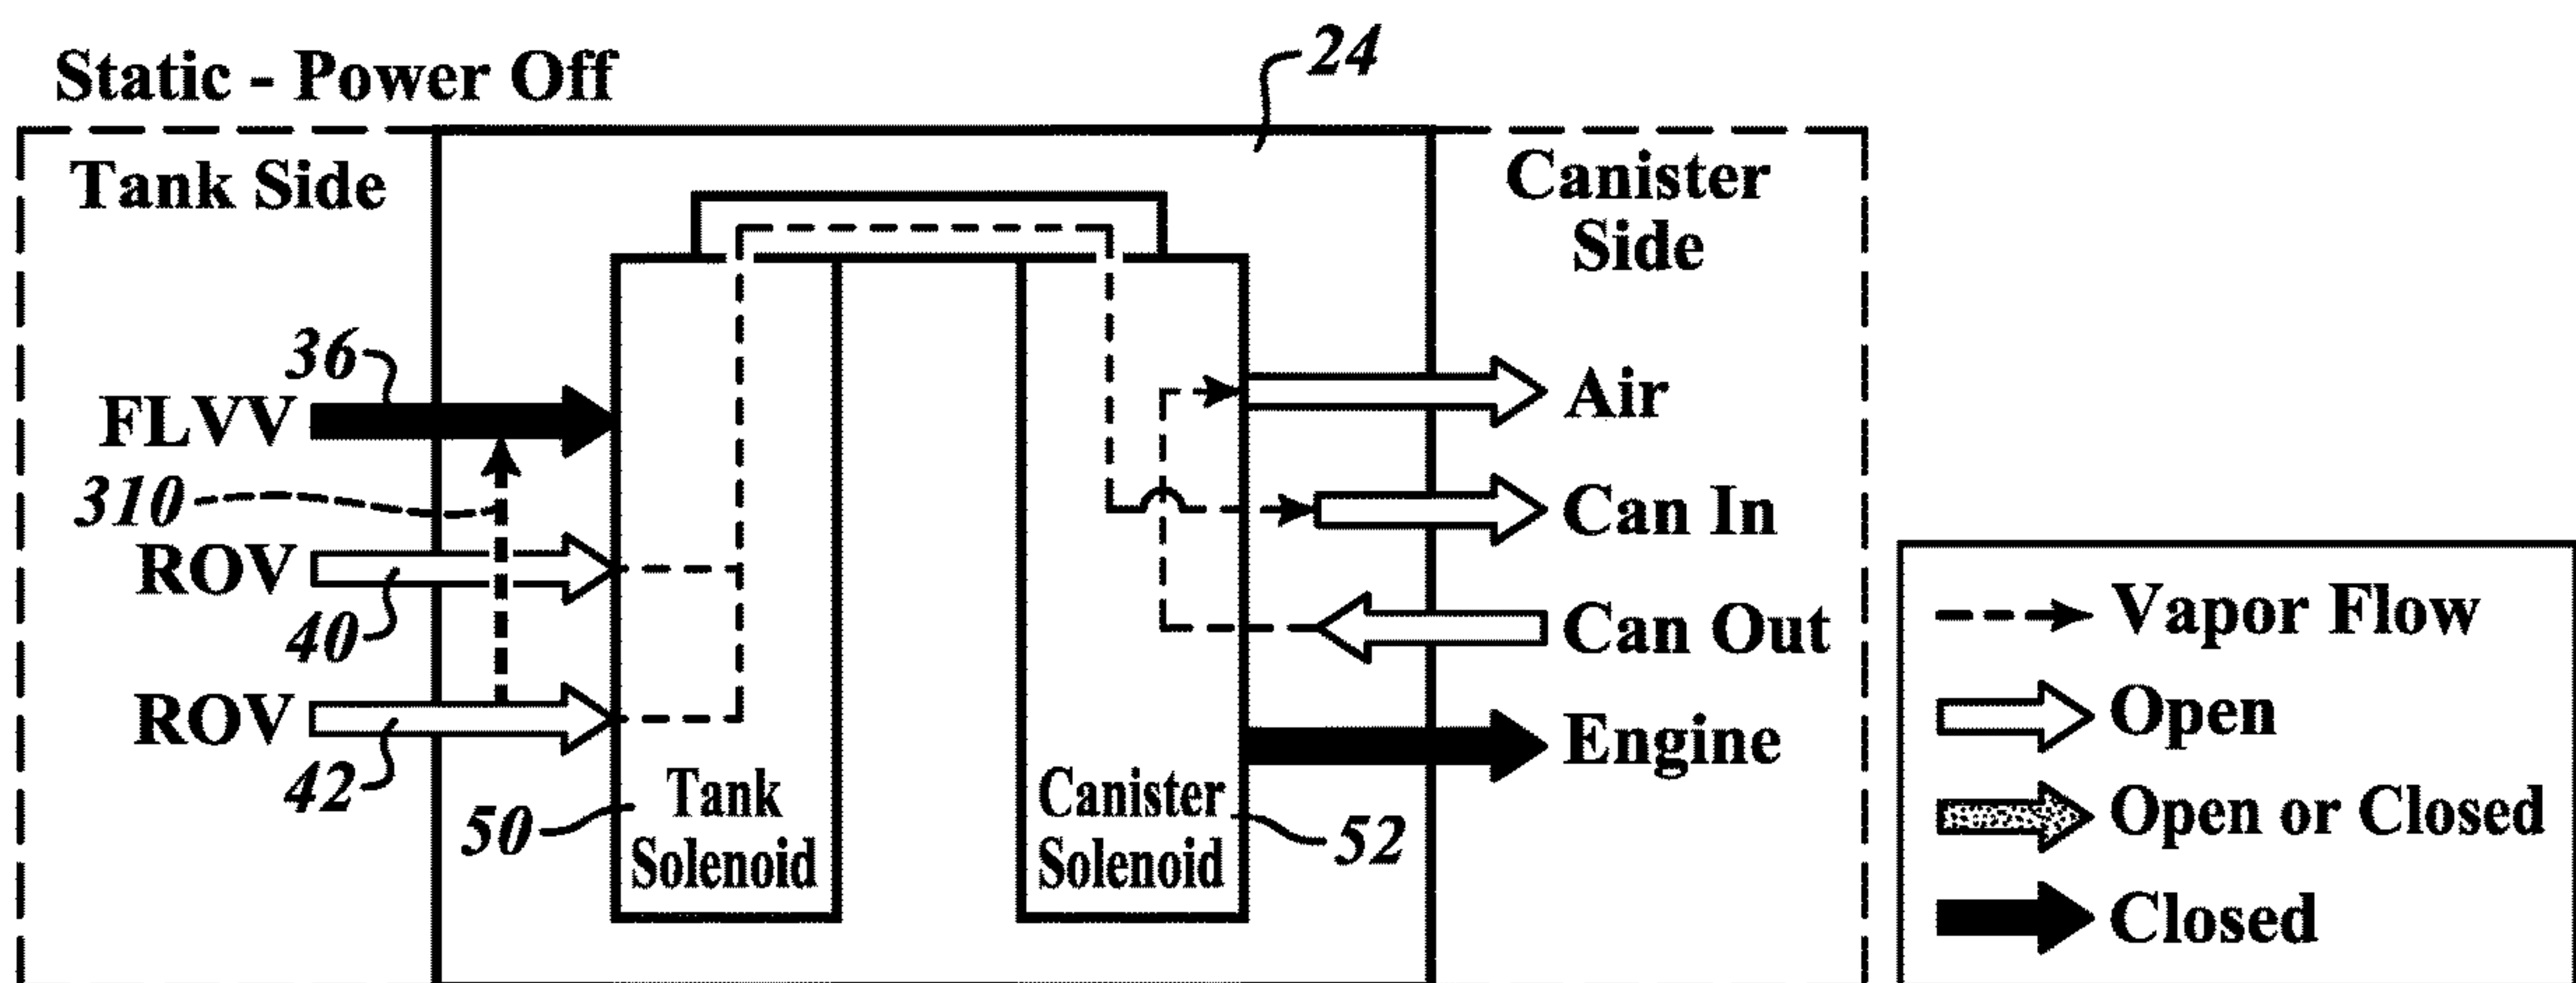 Static - Power Off
24
Tank Side
Canister
Side
36
FLVV
310
ROV
40
ROV
42
50
Tank
Solenoid
Canister
Solenoid
52
Air
Can In
Can Out
Engine
Vapor Flow
Open
Open or Closed
Closed